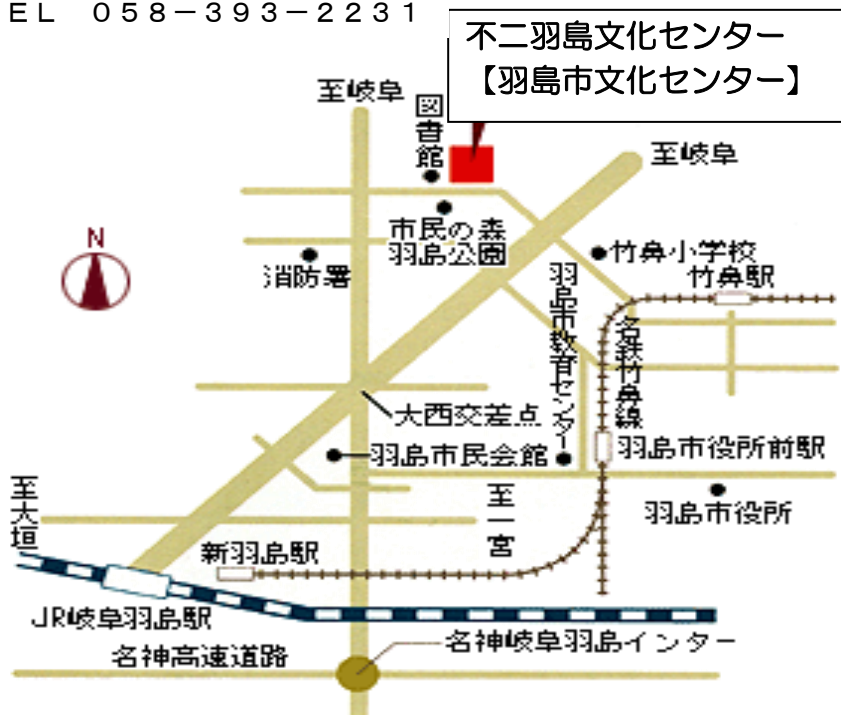 ＥＬ　０５８－３９３－２２３１
不二羽島文化センター
【羽島市文化センター】
至岐阜
図書館
至岐阜
市民の森
羽島公園
N
消防署
竹鼻小学校
竹鼻駅
羽島市教育センター
名鉄竹鼻線
大西交差点
羽島市民会館
羽島市役所前駅
至大垣
至一宮
羽島市役所
新羽島駅
JR岐阜羽島駅
名神岐阜羽島インター
名神高速道路